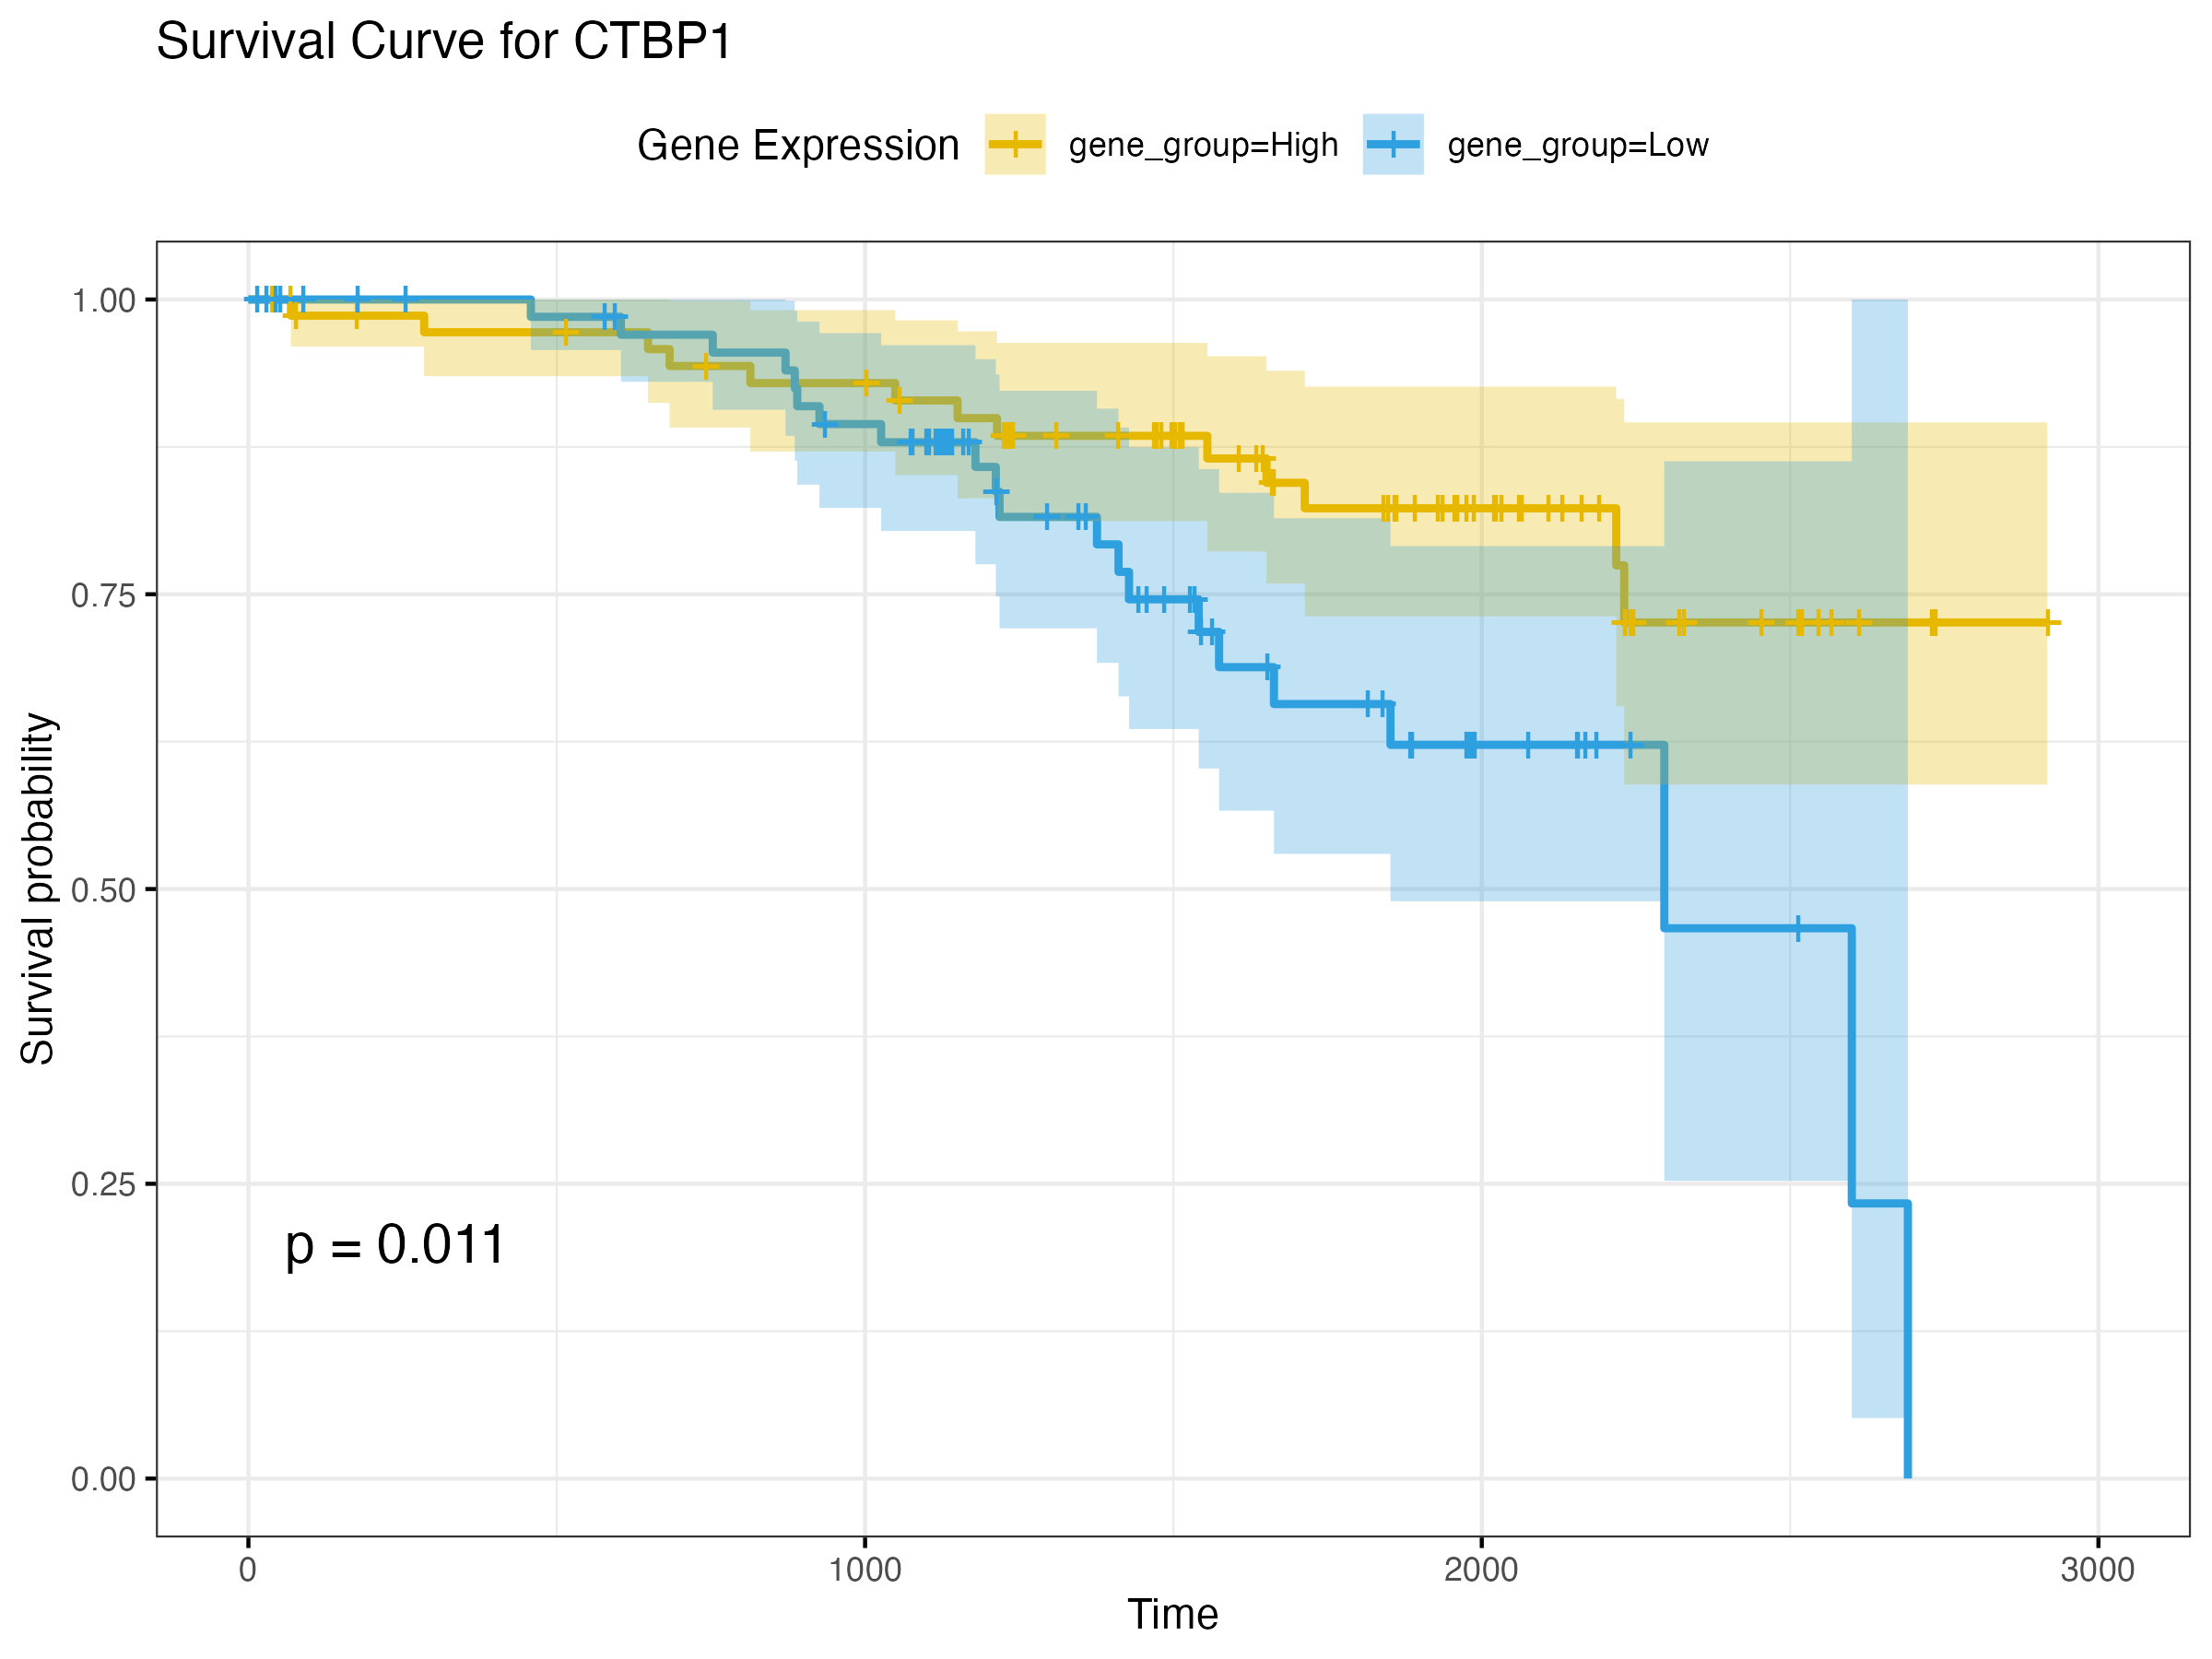 Survival Curve for CTBP1
Gene Expression gene_group=High gene_group=Low
Survival probability
1.00
0.75
0.50
0.25
0.00
p = 0.011
0 1000 2000 3000
Time